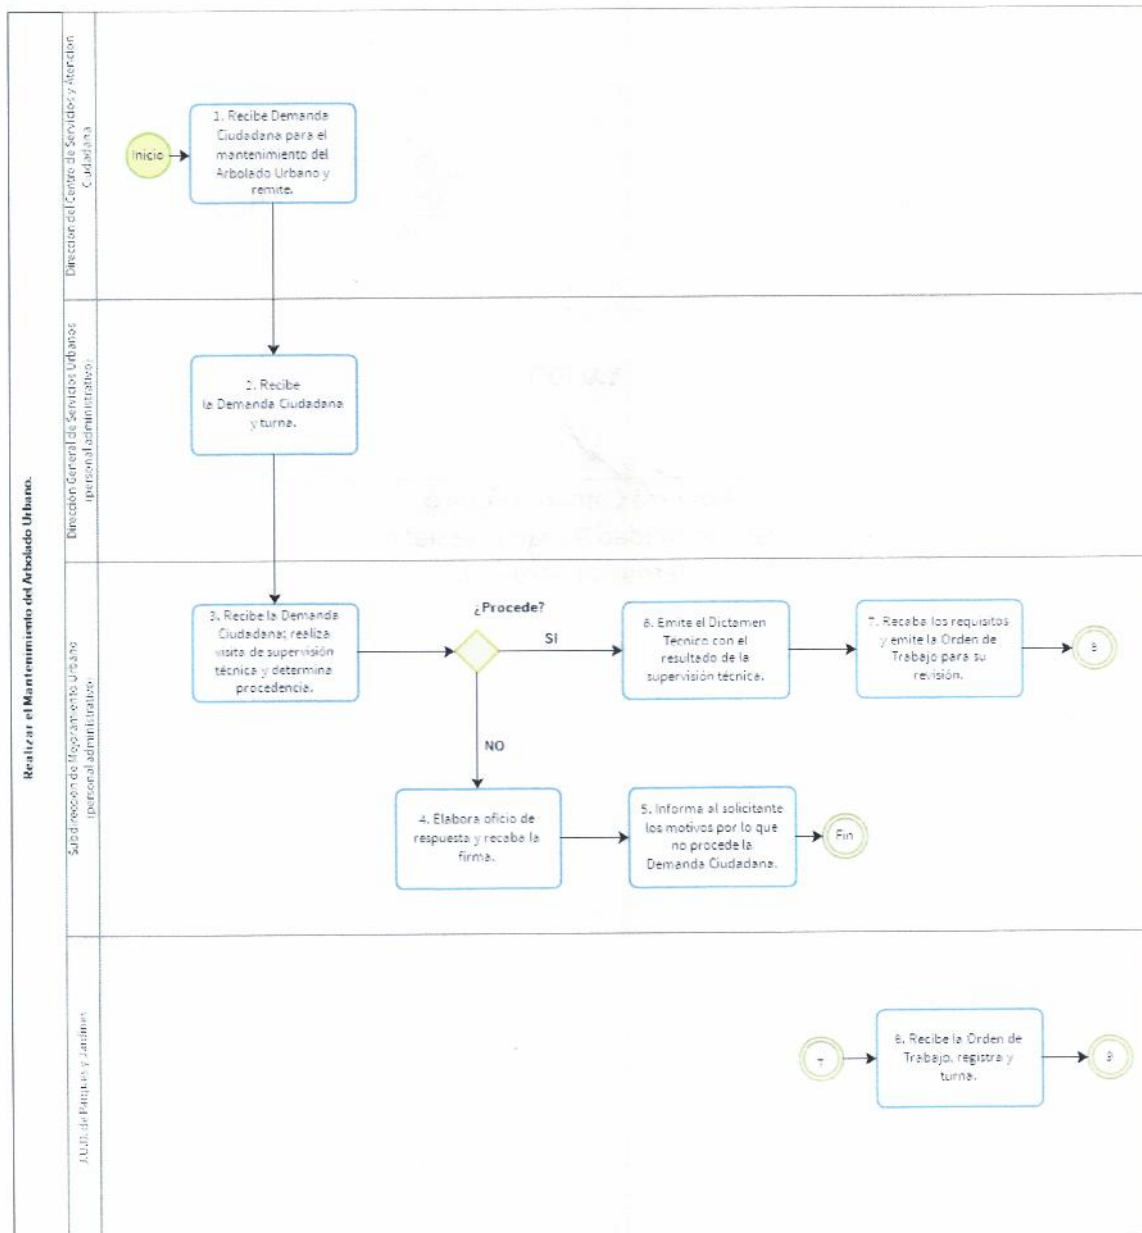 Realizar el Mantenimiento del Arbolado Urbano.
Dirección del Centro de Servicios y Atención
Ciudadana
Inicio
1. Recibe Demanda
Ciudadana para el
mantenimiento del
Arbolado Urbano y
remite.
Dirección General de Servicios Urbanos
(personal administrativo)
2. Recibe
la Demanda Ciudadana
y turna.
Subdirección de Mejoramiento Urbano
(personal administrativo)
3. Recibe la Demanda
Ciudadana; realiza
visita de supervisión
técnica y determina
procedencia.
¿Procede?
SI
6. Emite el Dictamen
Técnico con el
resultado de la
supervisión técnica.
7. Recaba los requisitos
y emite la Orden de
Trabajo para su
revisión.
8
NO
4. Elabora oficio de
respuesta y recaba la
firma.
5. Informa al solicitante
los motivos por lo que
no procede la
Demanda Ciudadana.
Fin
J.U.D. de Parques y Jardines
7
8. Recibe la Orden de
Trabajo, registra y
turna.
9